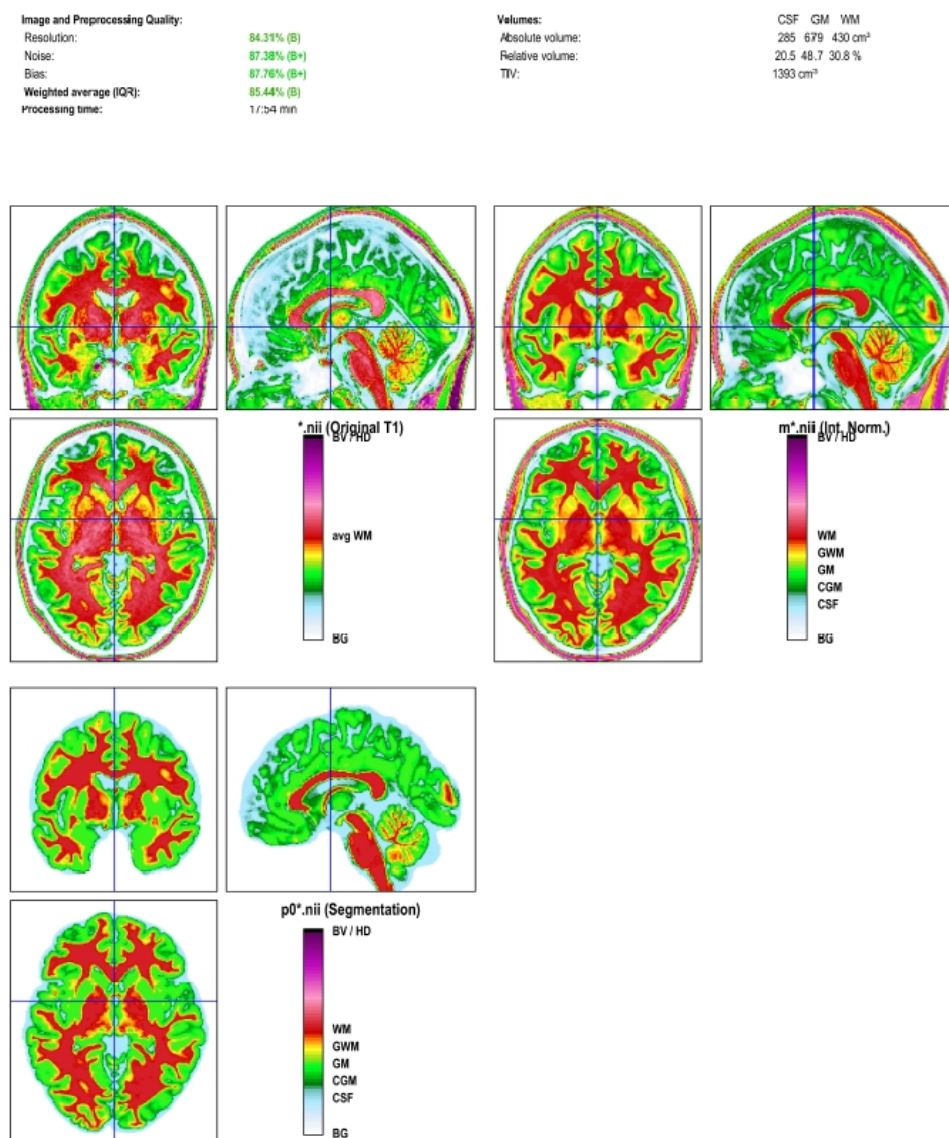 Image and Preprocessing Quality:
Resolution: 84.31% (B)
Noise: 87.38% (B+)
Bias: 87.76% (B+)
Weighted average (IQR): 85.44% (B)
Processing time: 17:54 min
Volumes: CSF GM WM
Absolute volume: 285 679 430 cm³
Relative volume: 20.5 48.7 30.8 %
TIV: 1393 cm³
*.nii (Original T1)
BV / HD
avg WM
BG
m*.nii (Int. Norm.)
BV / HD
WM
GWM
GM
CGM
CSF
BG
p0*.nii (Segmentation)
BV / HD
WM
GWM
GM
CGM
CSF
BG